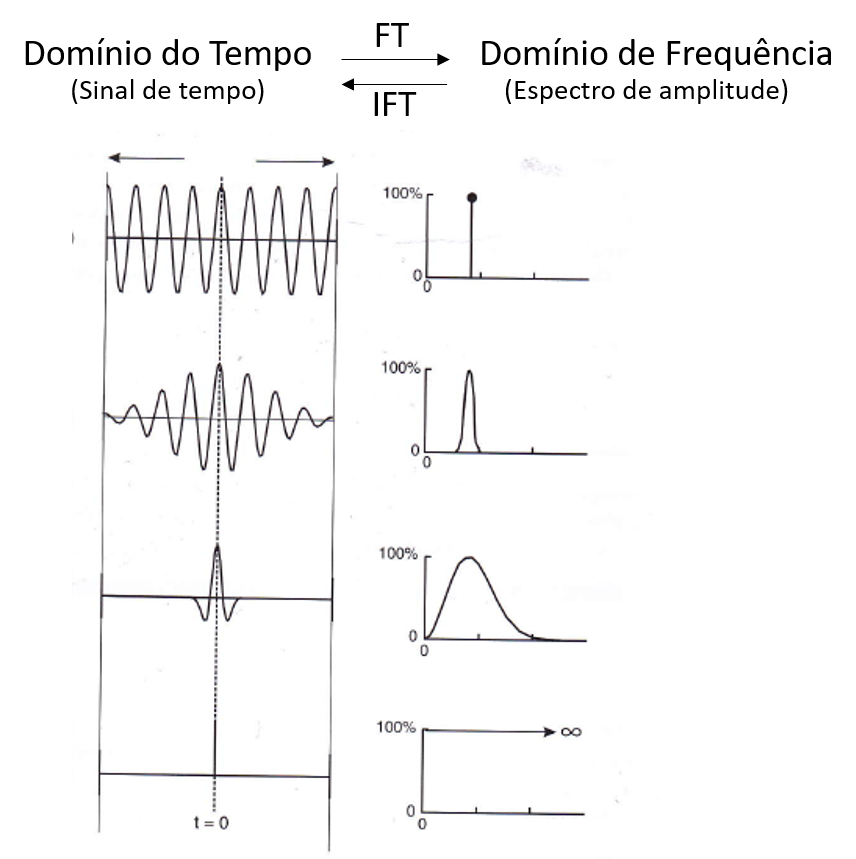 Domínio do Tempo
(Sinal de tempo)
FT
IFT
Domínio de Frequência
(Espectro de amplitude)
100%
0
0
100%
0
0
100%
0
0
100%
∞
0
0
t = 0